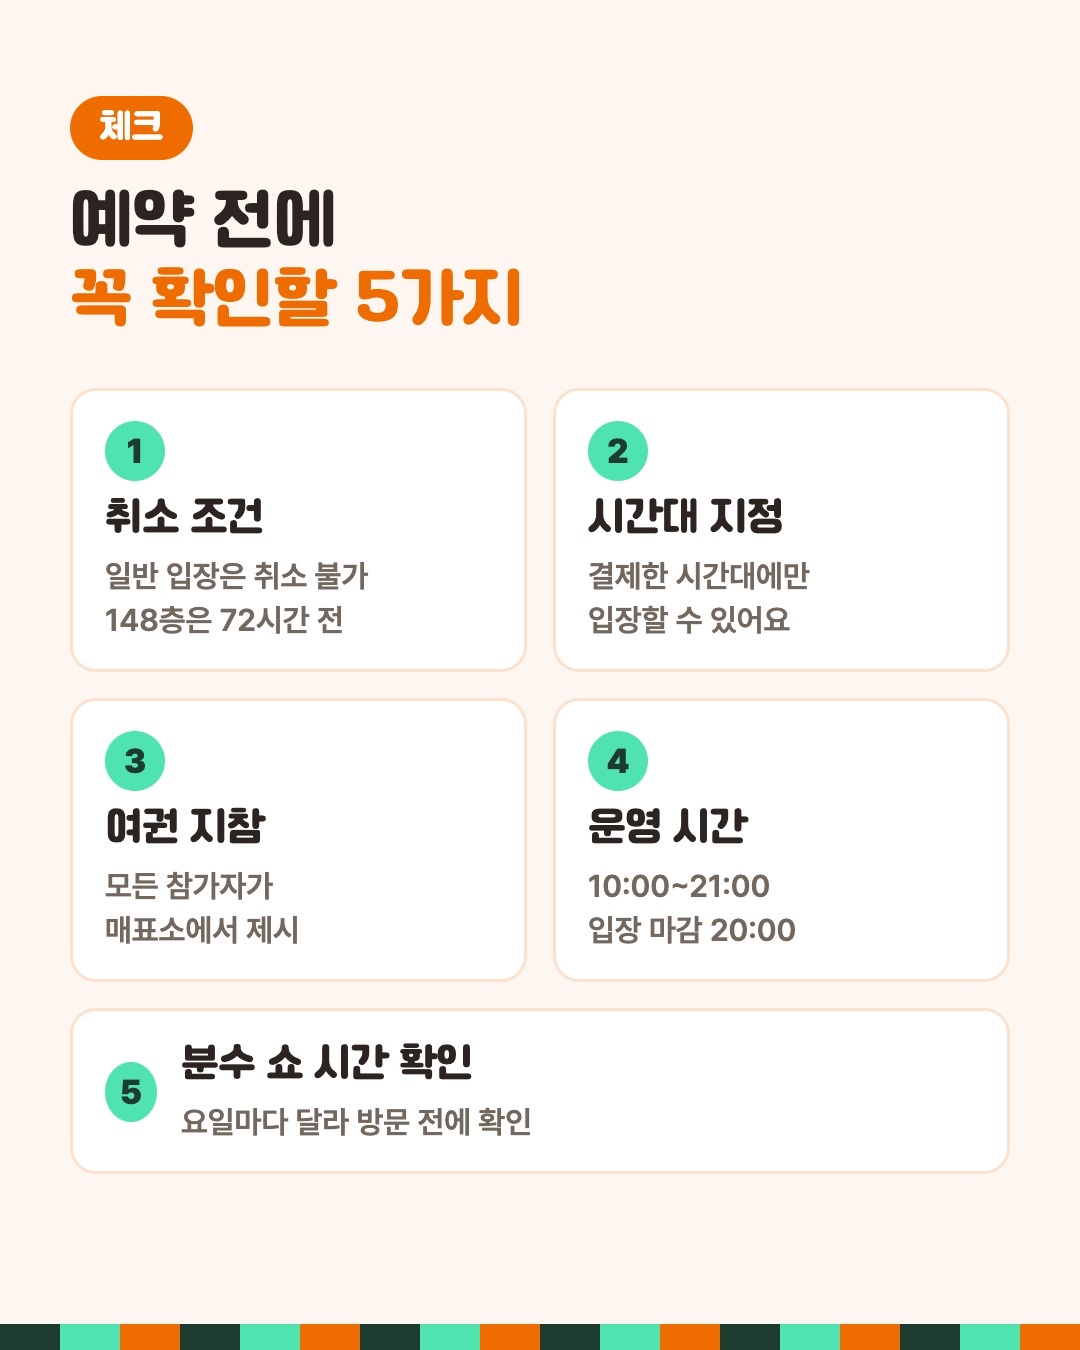 체크
예약 전에
꼭 확인할 5가지
1
취소 조건
일반 입장은 취소 불가
148층은 72시간 전
2
시간대 지정
결제한 시간대에만
입장할 수 있어요
3
여권 지참
모든 참가자가
매표소에서 제시
4
운영 시간
10:00~21:00
입장 마감 20:00
5
분수 쇼 시간 확인
요일마다 달라 방문 전에 확인